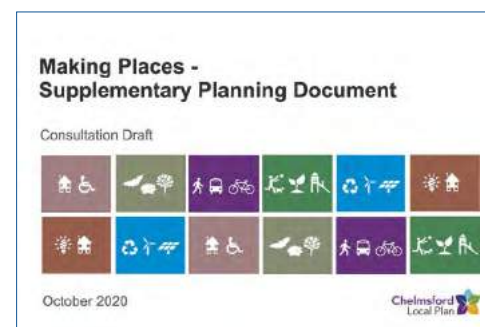 Making Places -
Supplementary Planning Document
Consultation Draft
October 2020
Chelmsford
Local Plan